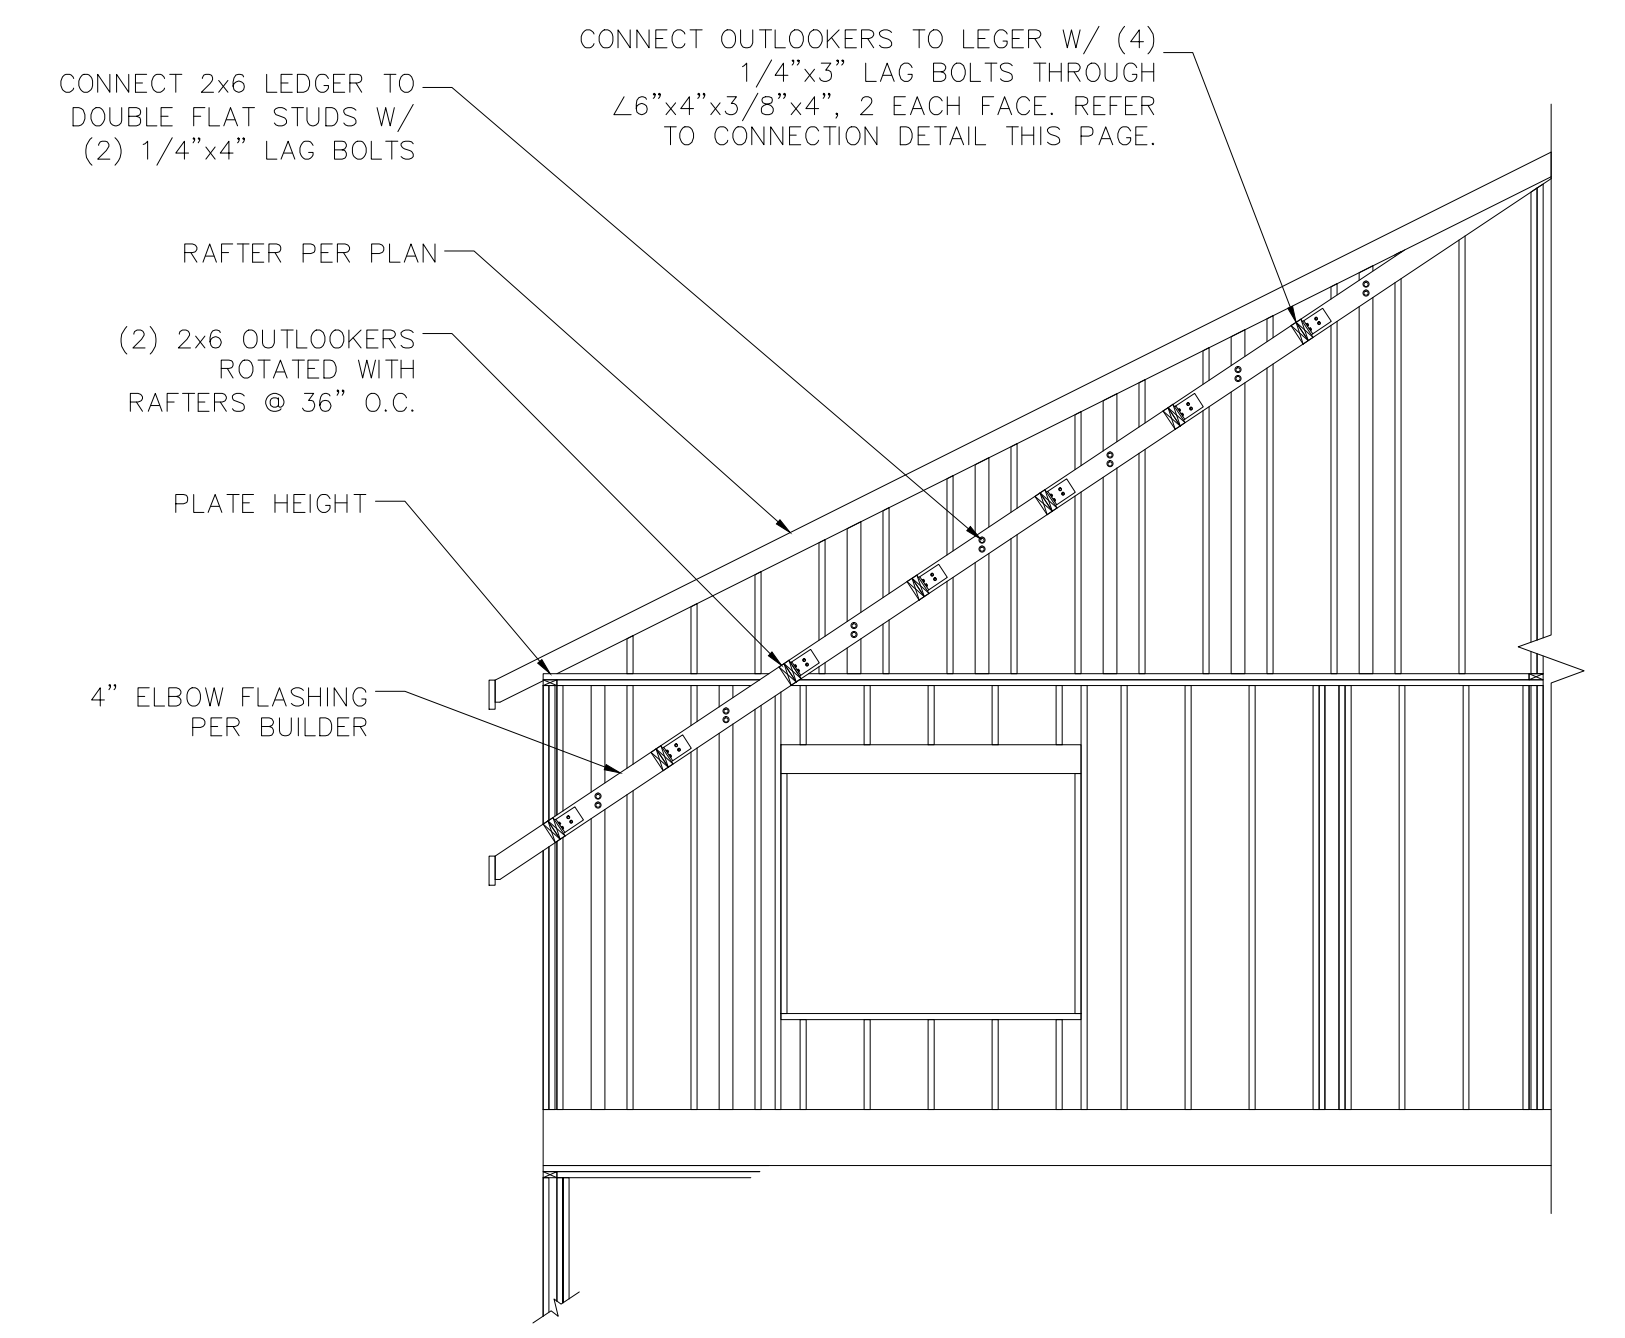 CONNECT OUTLOOKERS TO LEGER W/ (4)
1/4"x3" LAG BOLTS THROUGH
∠6"x4"x3/8"x4", 2 EACH FACE. REFER
TO CONNECTION DETAIL THIS PAGE.
CONNECT 2x6 LEDGER TO
DOUBLE FLAT STUDS W/
(2) 1/4"x4" LAG BOLTS
RAFTER PER PLAN
(2) 2x6 OUTLOOKERS
ROTATED WITH
RAFTERS @ 36" O.C.
PLATE HEIGHT
4" ELBOW FLASHING
PER BUILDER